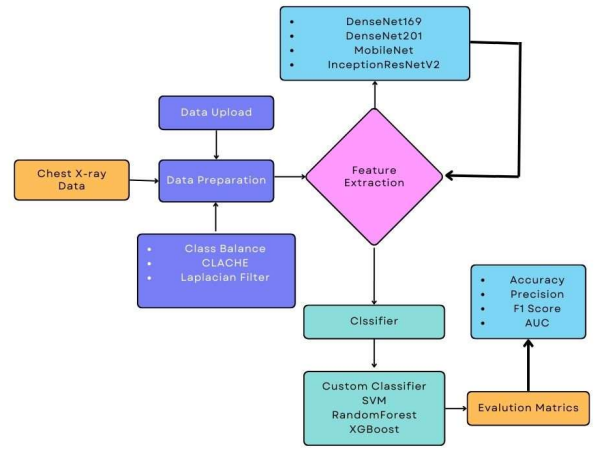 DenseNet169
DenseNet201
MobileNet
InceptionResNetV2
Data Upload
Chest X-ray
Data
Data Preparation
Feature
Extraction
Class Balance
CLACHE
Laplacian Filter
Clssifier
Accuracy
Precision
F1 Score
AUC
Custom Classifier
SVM
RandomForest
XGBoost
Evalution Matrics